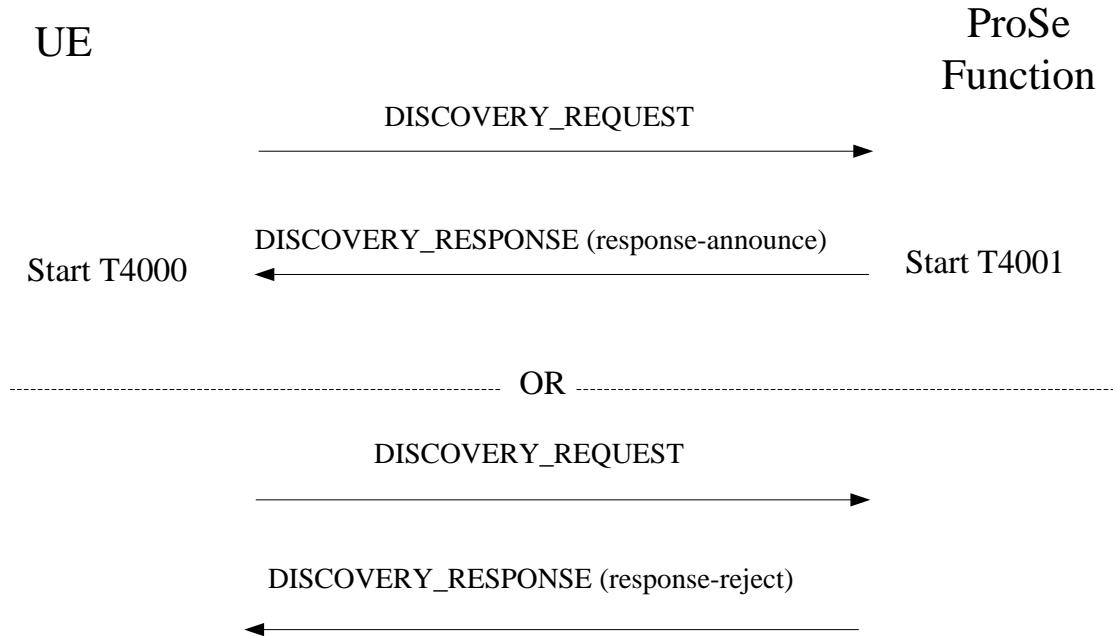 UE
ProSe
Function
DISCOVERY_REQUEST
DISCOVERY_RESPONSE (response-announce)
Start T4000
Start T4001
OR
DISCOVERY_REQUEST
DISCOVERY_RESPONSE (response-reject)